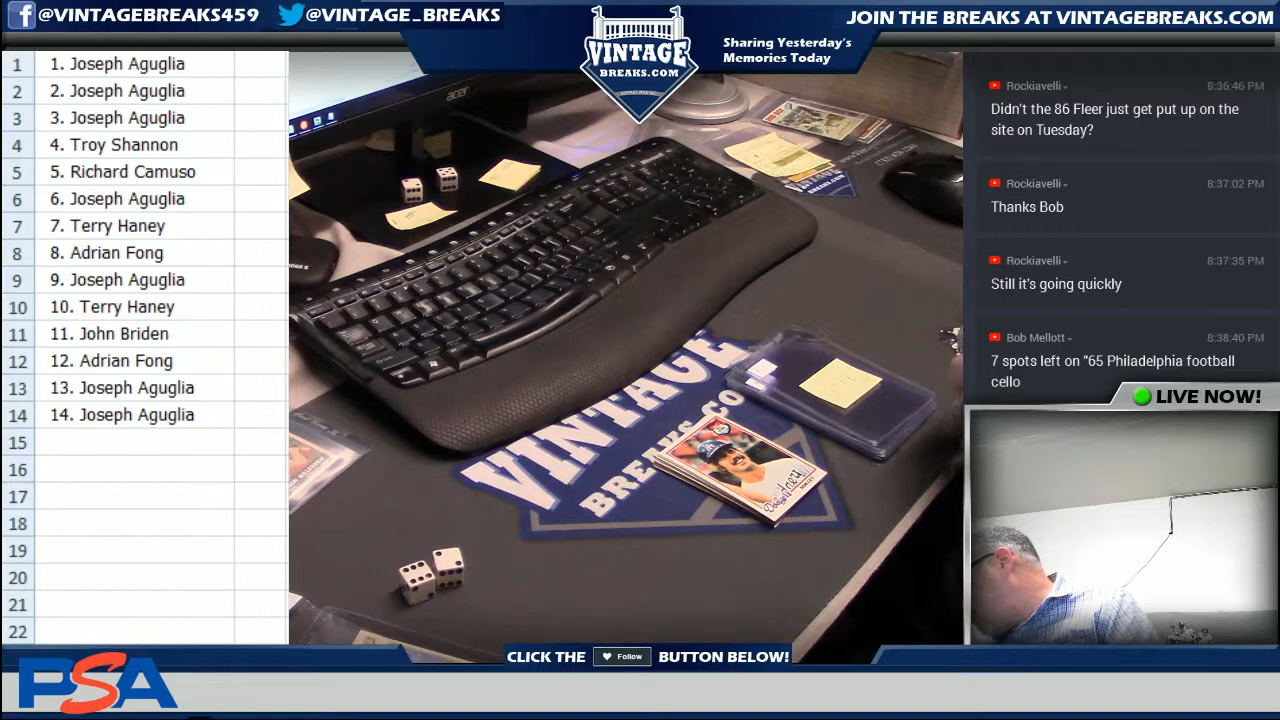 @VINTAGEBREAKS459
@VINTAGE_BREAKS
VINTAGE
BREAKS.COM
Sharing Yesterday's
Memories Today
JOIN THE BREAKS AT VINTAGEBREAKS.COM
1 1. Joseph Aguglia
2 2. Joseph Aguglia
3 3. Joseph Aguglia
4 4. Troy Shannon
5 5. Richard Camuso
6 6. Joseph Aguglia
7 7. Terry Haney
8 8. Adrian Fong
9 9. Joseph Aguglia
10 10. Terry Haney
11 11. John Briden
12 12. Adrian Fong
13 13. Joseph Aguglia
14 14. Joseph Aguglia
15
16
17
18
19
20
21
22
acer
Microsoft
VINTAGE
BREAKS.CO
Dodgers
Rockiavelli 8:36:46 PM
Didn't the 86 Fleer just get put up on the
site on Tuesday?
Rockiavelli 8:37:02 PM
Thanks Bob
Rockiavelli 8:37:35 PM
Still it's going quickly
Bob Mellott 8:38:40 PM
7 spots left on "65 Philadelphia football
cello
LIVE NOW!
CLICK THE Follow BUTTON BELOW!
PSA